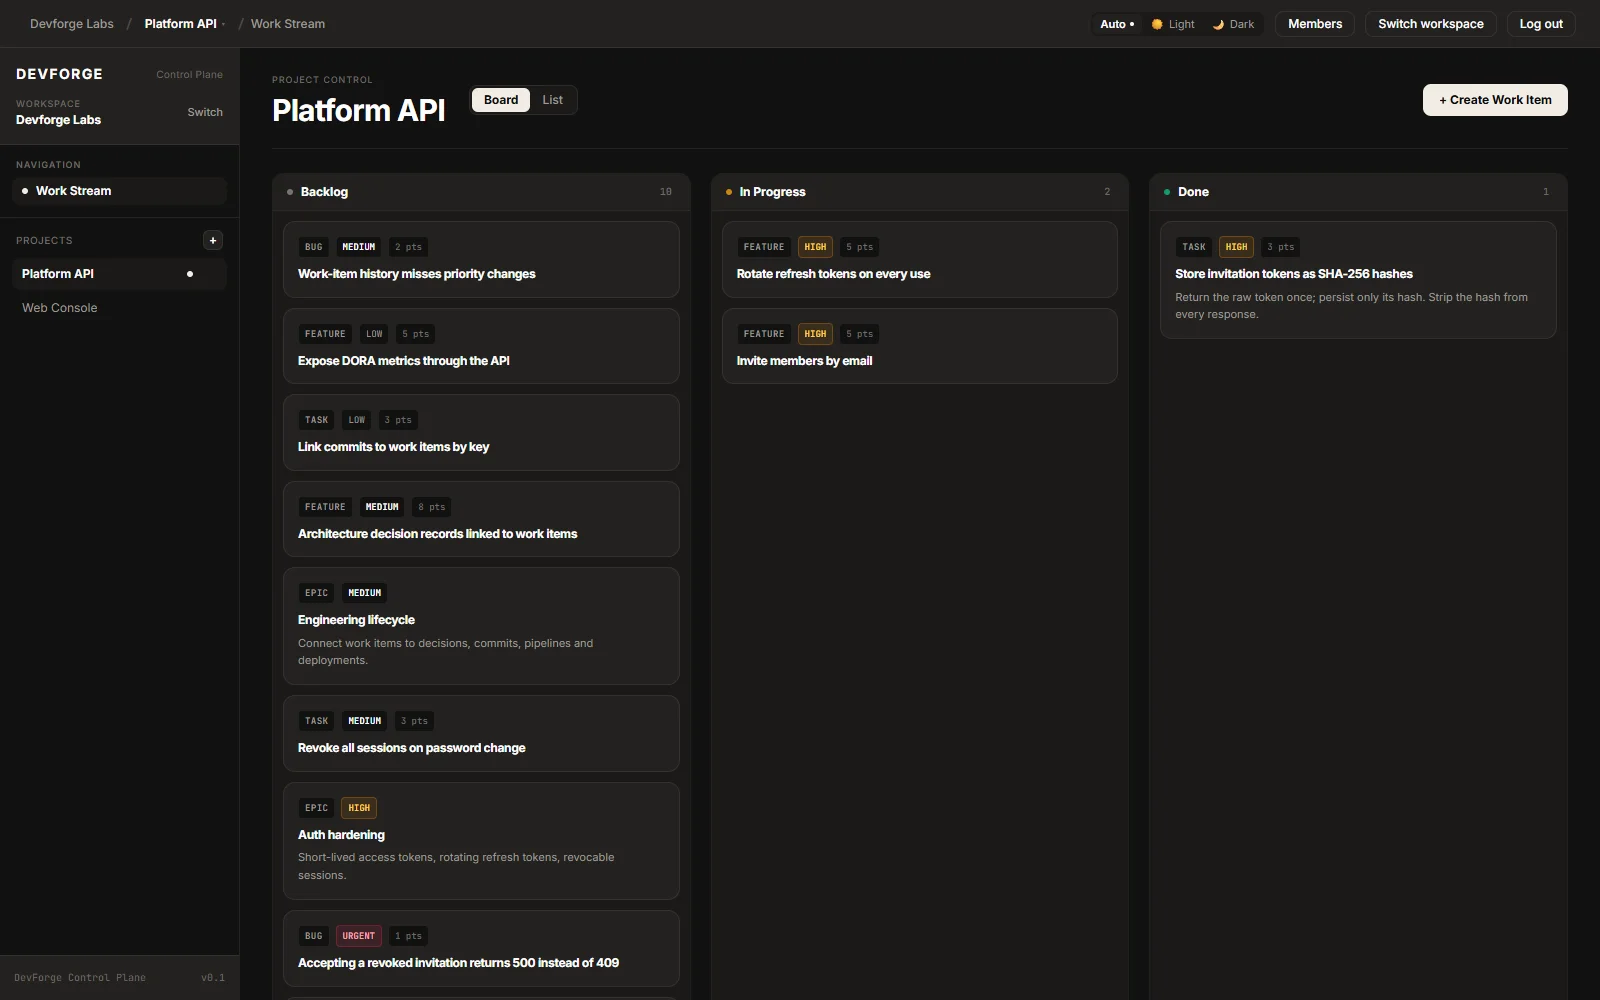 Devforge Labs / Platform API / Work Stream
Auto • Light Dark Members Switch workspace Log out
DEVFORGE Control Plane
WORKSPACE
Devforge Labs Switch
NAVIGATION
Work Stream
PROJECTS +
Platform API
Web Console
DevForge Control Plane v0.1
PROJECT CONTROL
Platform API
Board List
+ Create Work Item
Backlog 10
BUG MEDIUM 2 pts
Work-item history misses priority changes
FEATURE LOW 5 pts
Expose DORA metrics through the API
TASK LOW 3 pts
Link commits to work items by key
FEATURE MEDIUM 8 pts
Architecture decision records linked to work items
EPIC MEDIUM
Engineering lifecycle
Connect work items to decisions, commits, pipelines and
deployments.
TASK MEDIUM 3 pts
Revoke all sessions on password change
EPIC HIGH
Auth hardening
Short-lived access tokens, rotating refresh tokens, revocable
sessions.
BUG URGENT 1 pts
Accepting a revoked invitation returns 500 instead of 409
In Progress 2
FEATURE HIGH 5 pts
Rotate refresh tokens on every use
FEATURE HIGH 5 pts
Invite members by email
Done 1
TASK HIGH 3 pts
Store invitation tokens as SHA-256 hashes
Return the raw token once; persist only its hash. Strip the hash from
every response.